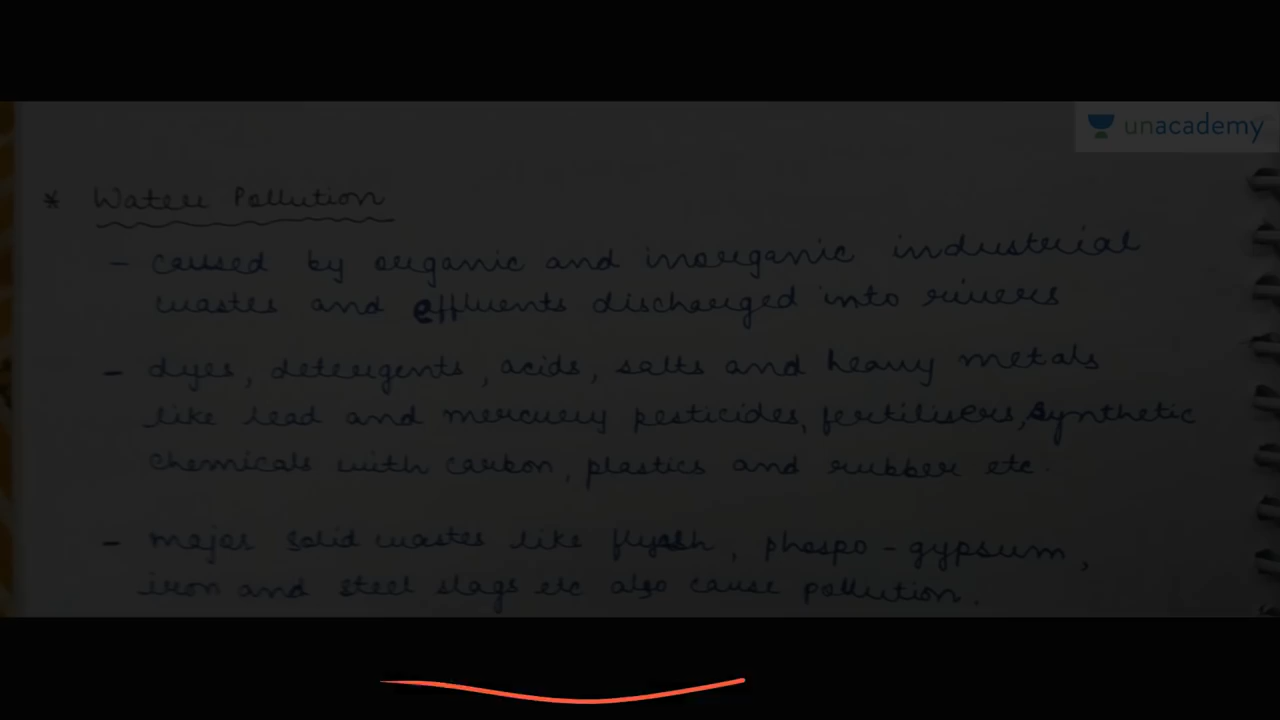 unacademy
* Water Pollution
- caused by organic and inorganic industrial
wastes and effluents discharged into rivers
- dyes, detergents, acids, salts and heavy metals
like lead and mercury pesticides, fertilisers, synthetic
chemicals with carbon, plastics and rubber etc.
- major solid wastes like flyash, phospo-gypsum,
iron and steel slags etc also cause pollution.